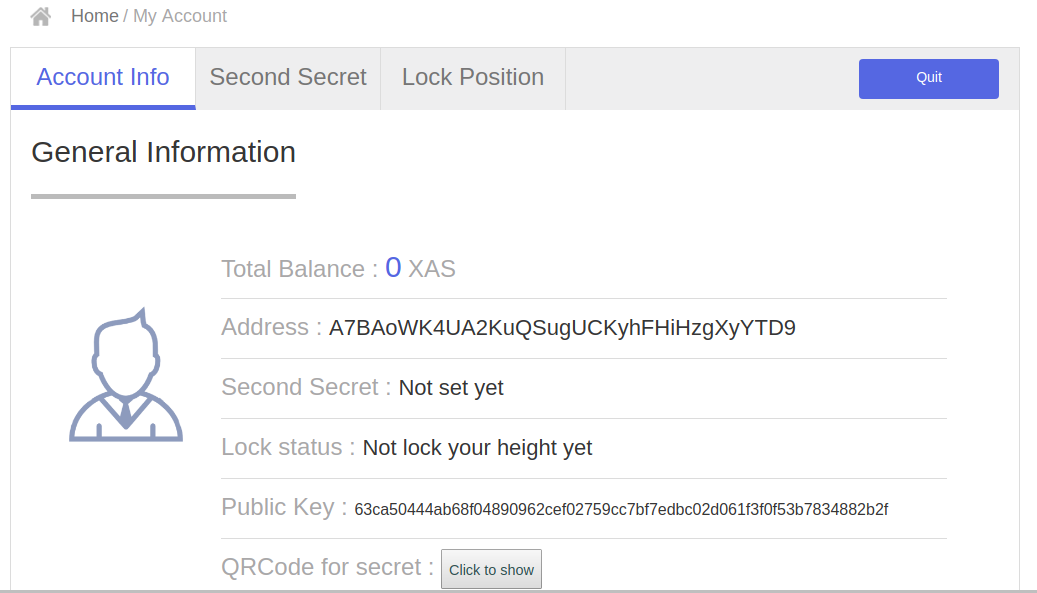 Home / My Account
Account Info Second Secret Lock Position Quit
General Information
Total Balance : 0 XAS
Address : A7BAoWK4UA2KuQSugUCKyhFHiHzgXyYTD9
Second Secret : Not set yet
Lock status : Not lock your height yet
Public Key : 63ca50444ab68f04890962cef02759cc7bf7edbc02d061f3f0f53b7834882b2f
QRCode for secret : Click to show